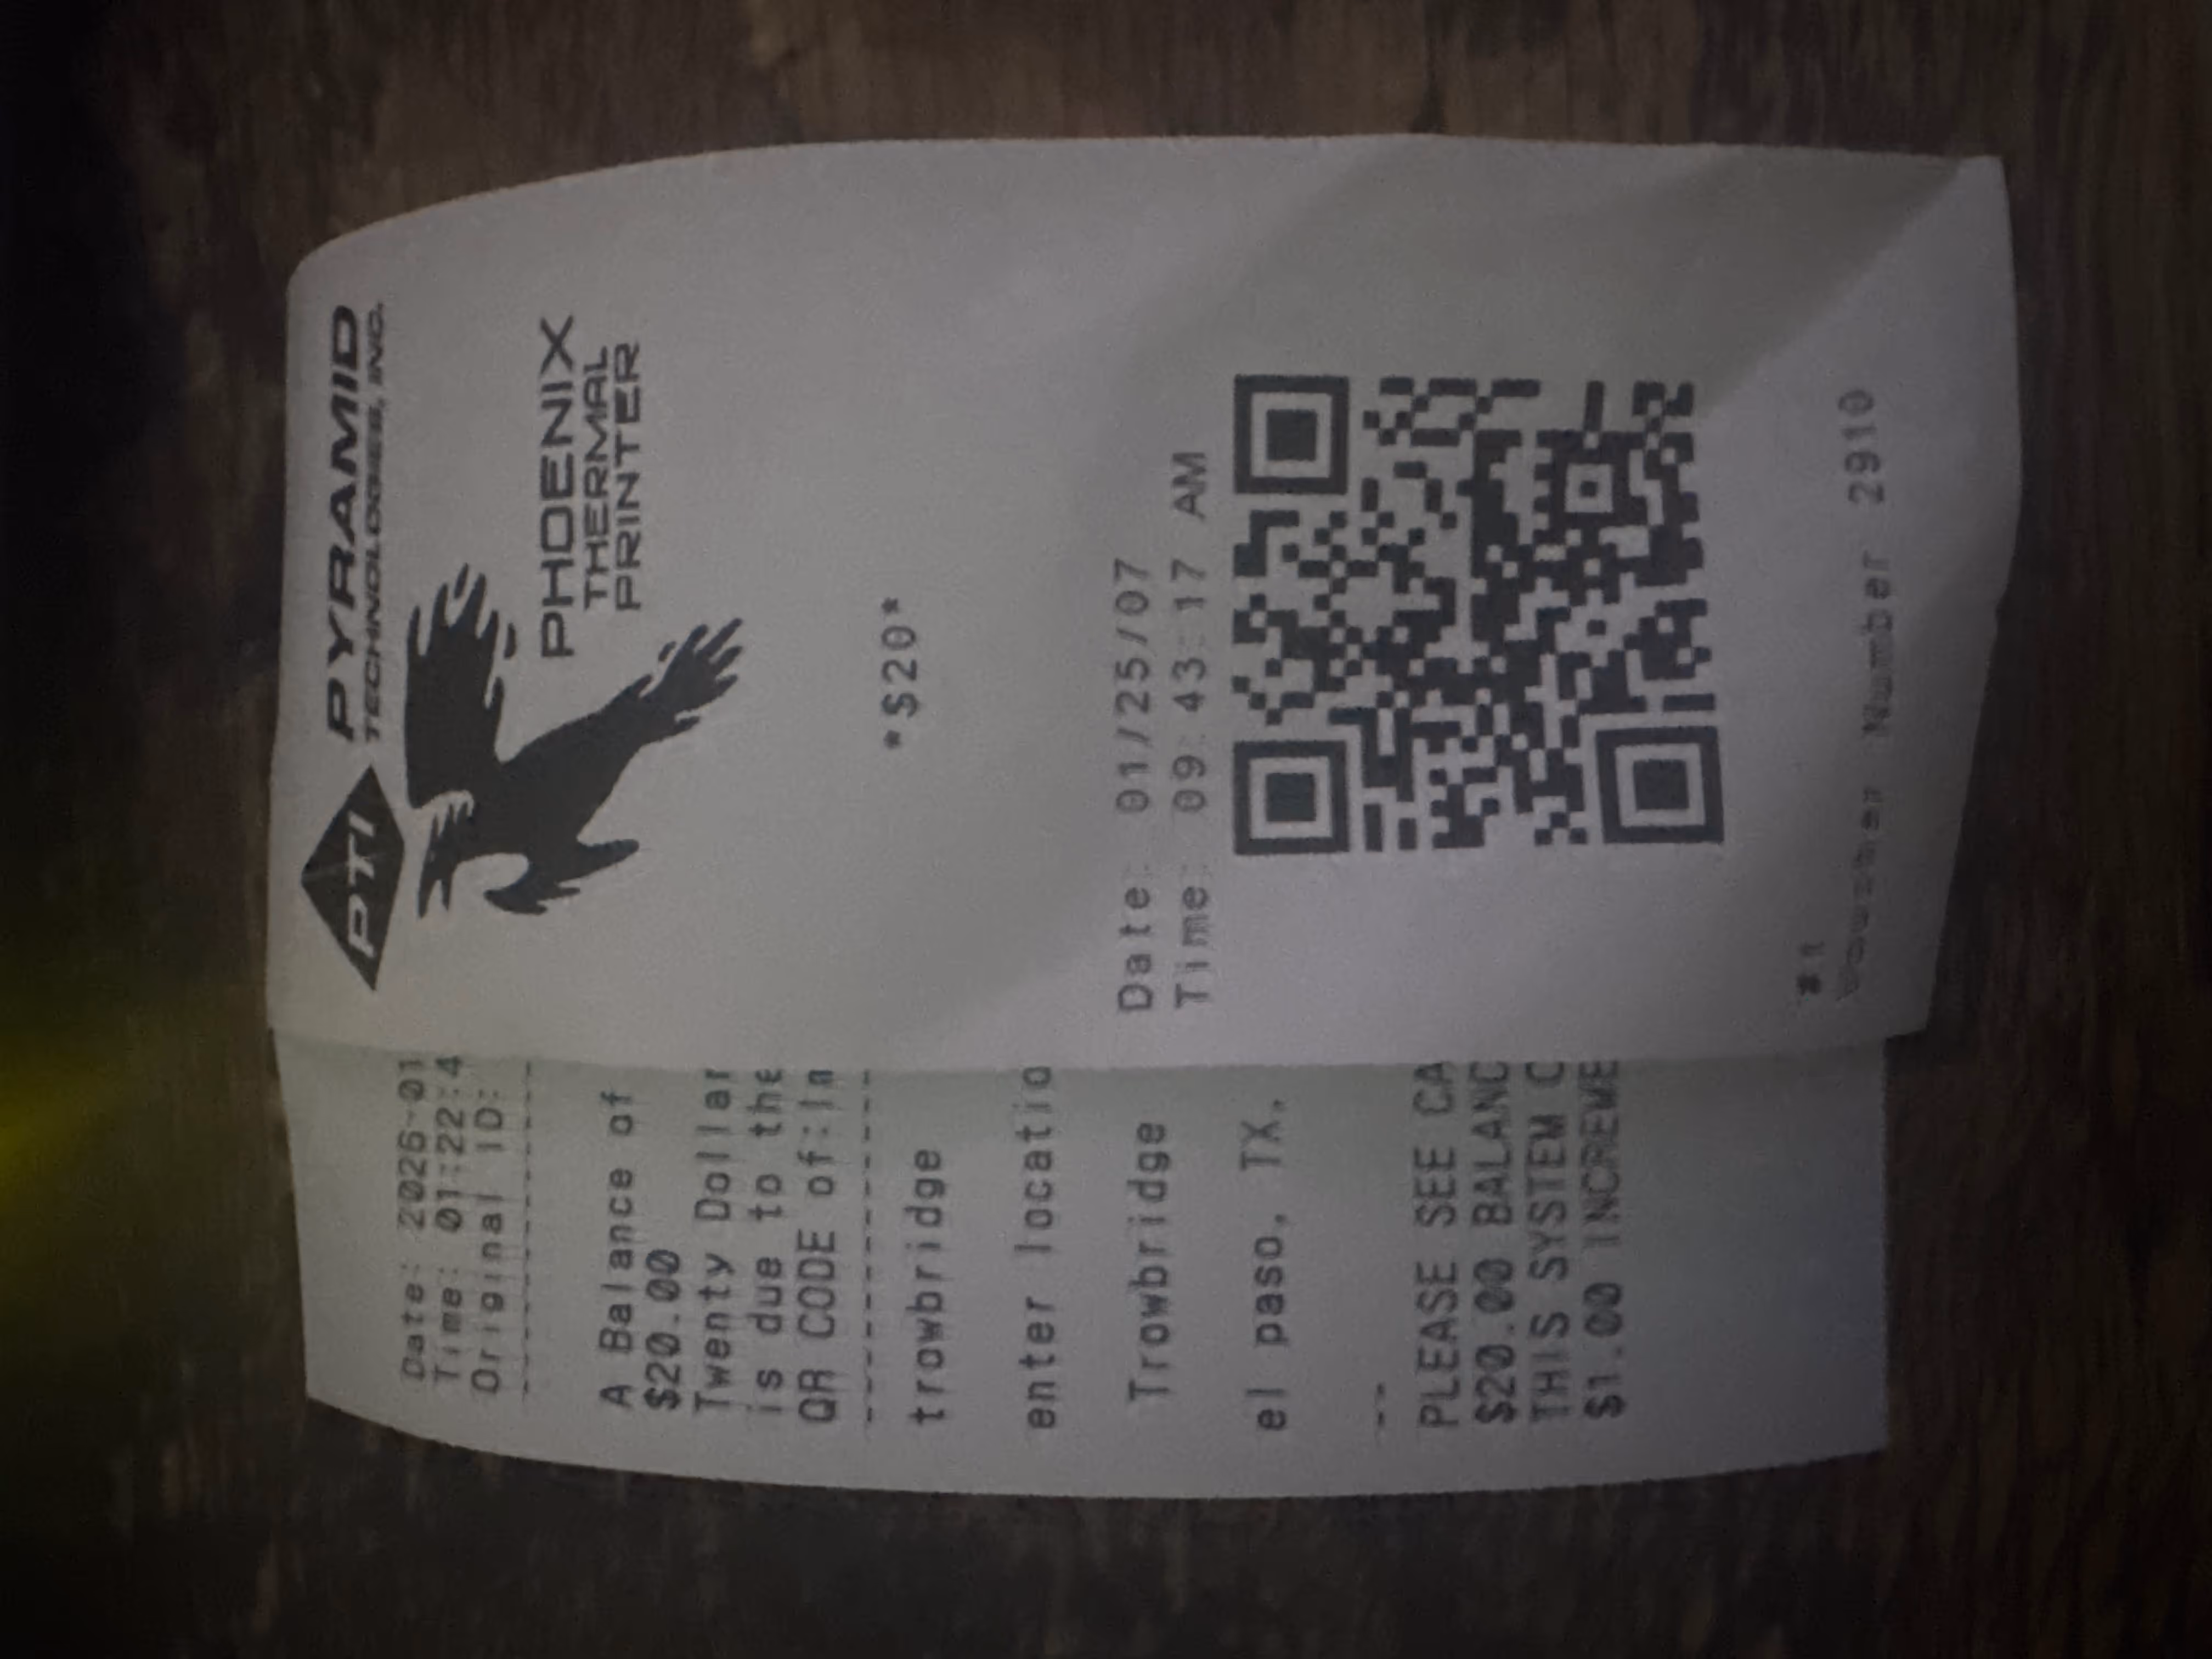 PTI PYRAMID
TECHNOLOGIES, INC.
PHOENIX
THERMAL
PRINTER
*$20*
Date: 01/25/07
Time: 09:43:17 AM
#1
Voucher Number 2910
Date: 2026-01
Time: 01:22:4
Original ID:
A Balance of
$20.00
Twenty Dollar
is due to the
QR CODE of:In
trowbridge
enter locatio
Trowbridge
el paso, TX.
--
PLEASE SEE CA
$20.00 BALANC
THIS SYSTEM C
$1.00 INCREME